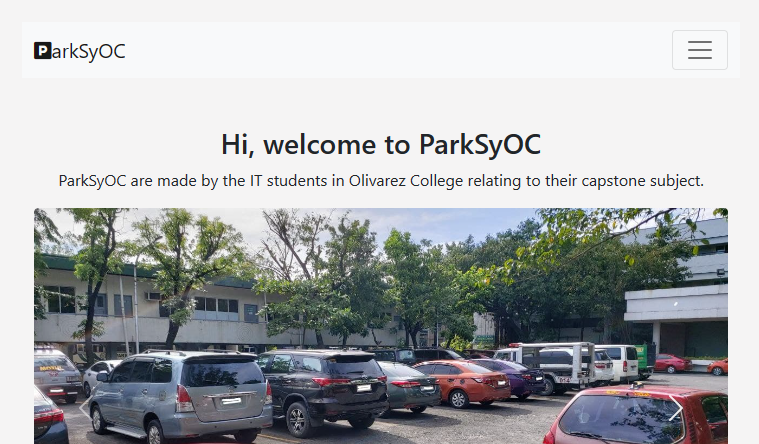 ParkSyOC
Hi, welcome to ParkSyOC
ParkSyOC are made by the IT students in Olivarez College relating to their capstone subject.